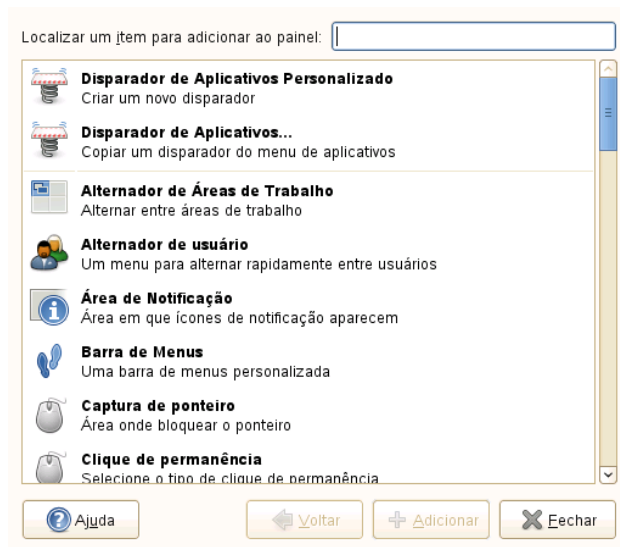 Localizar um item para adicionar ao painel:
Disparador de Aplicativos Personalizado
Criar um novo disparador
Disparador de Aplicativos...
Copiar um disparador do menu de aplicativos
Alternador de Áreas de Trabalho
Alternar entre áreas de trabalho
Alternador de usuário
Um menu para alternar rapidamente entre usuários
Área de Notificação
Área em que ícones de notificação aparecem
Barra de Menus
Uma barra de menus personalizada
Captura de ponteiro
Área onde bloquear o ponteiro
Clique de permanência
Selecione o tipo de clique de permanência
Ajuda
Voltar
Adicionar
Fechar